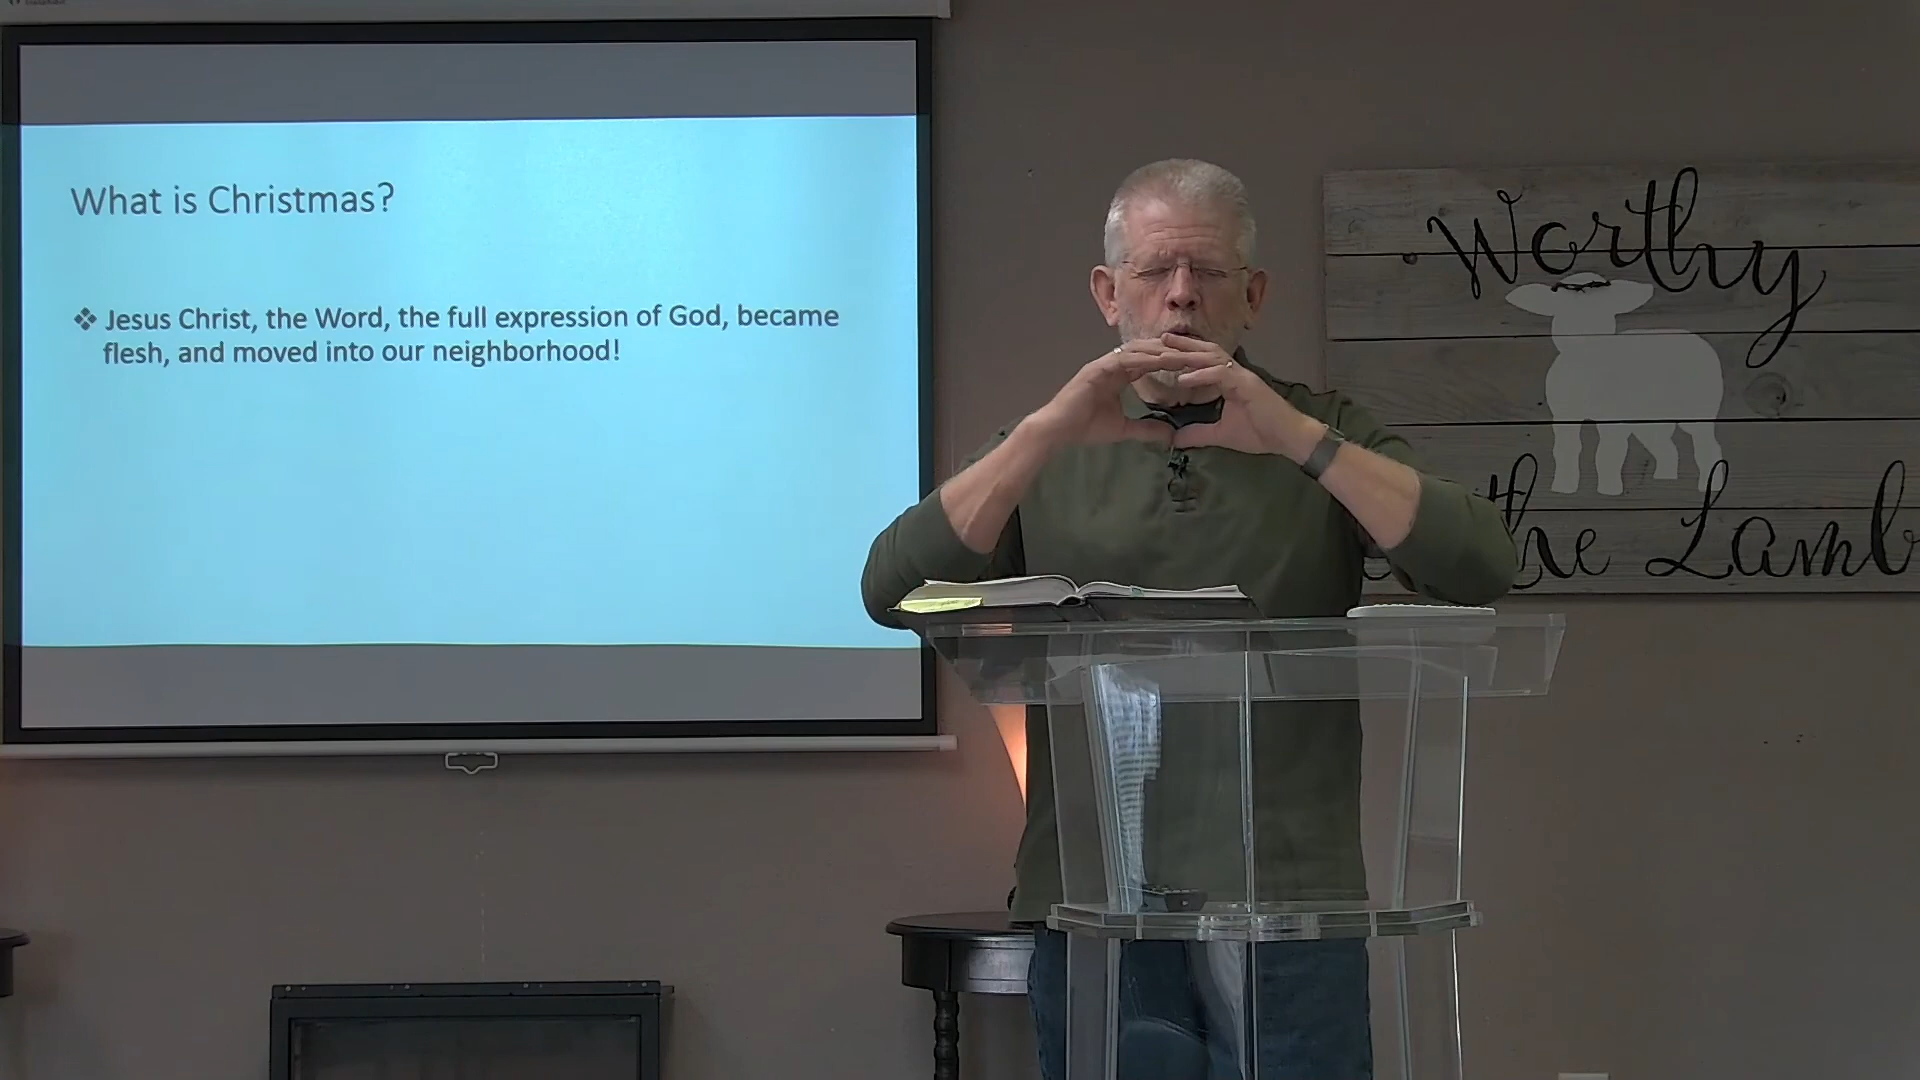 What is Christmas?
❖ Jesus Christ, the Word, the full expression of God, became
flesh, and moved into our neighborhood!
Worthy
the Lamb